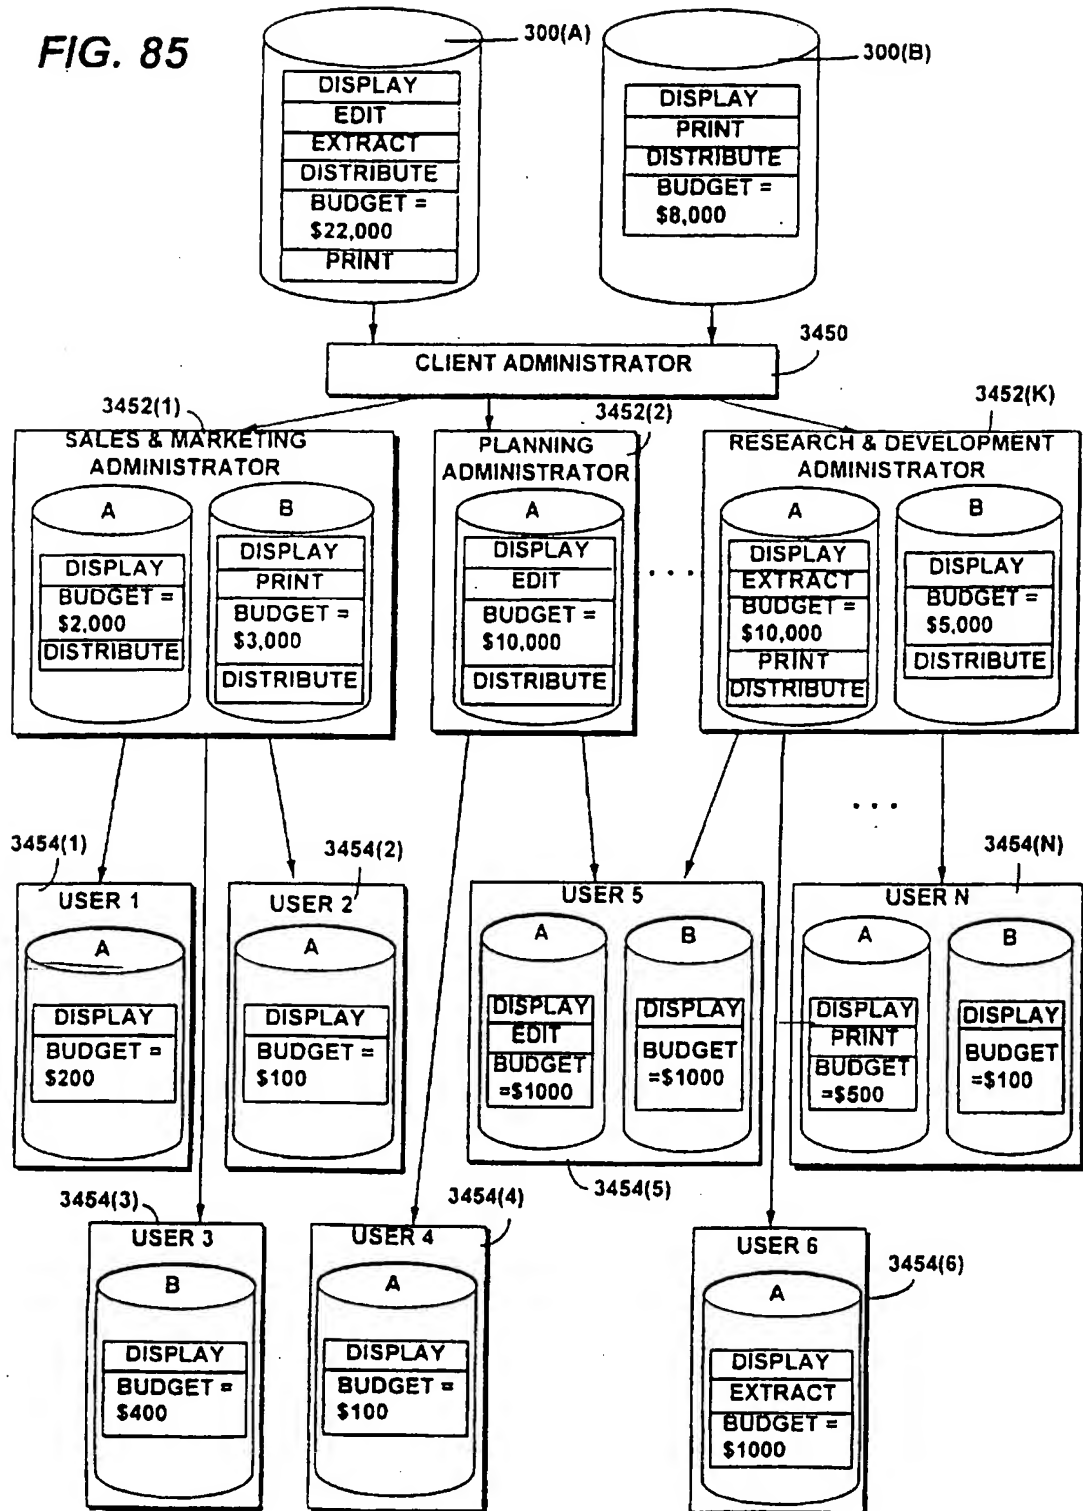 FIG. 85
300(A)
DISPLAY
EDIT
EXTRACT
DISTRIBUTE
BUDGET =
$22,000
PRINT
300(B)
DISPLAY
PRINT
DISTRIBUTE
BUDGET =
$8,000
CLIENT ADMINISTRATOR
3450
3452(1)
SALES & MARKETING
ADMINISTRATOR
A
DISPLAY
BUDGET =
$2,000
DISTRIBUTE
B
DISPLAY
PRINT
BUDGET =
$3,000
DISTRIBUTE
3452(2)
PLANNING
ADMINISTRATOR
A
DISPLAY
EDIT
BUDGET =
$10,000
DISTRIBUTE
. . .
3452(K)
RESEARCH & DEVELOPMENT
ADMINISTRATOR
A
DISPLAY
EXTRACT
BUDGET =
$10,000
PRINT
DISTRIBUTE
B
DISPLAY
BUDGET =
$5,000
DISTRIBUTE
. . .
3454(1)
USER 1
A
DISPLAY
BUDGET =
$200
3454(2)
USER 2
A
DISPLAY
BUDGET =
$100
USER 5
A
DISPLAY
EDIT
BUDGET
=$1000
B
DISPLAY
BUDGET
=$1000
3454(5)
3454(N)
USER N
A
DISPLAY
PRINT
BUDGET
=$500
B
DISPLAY
BUDGET
=$100
3454(3)
USER 3
B
DISPLAY
BUDGET =
$400
3454(4)
USER 4
A
DISPLAY
BUDGET =
$100
3454(6)
USER 6
A
DISPLAY
EXTRACT
BUDGET =
$1000